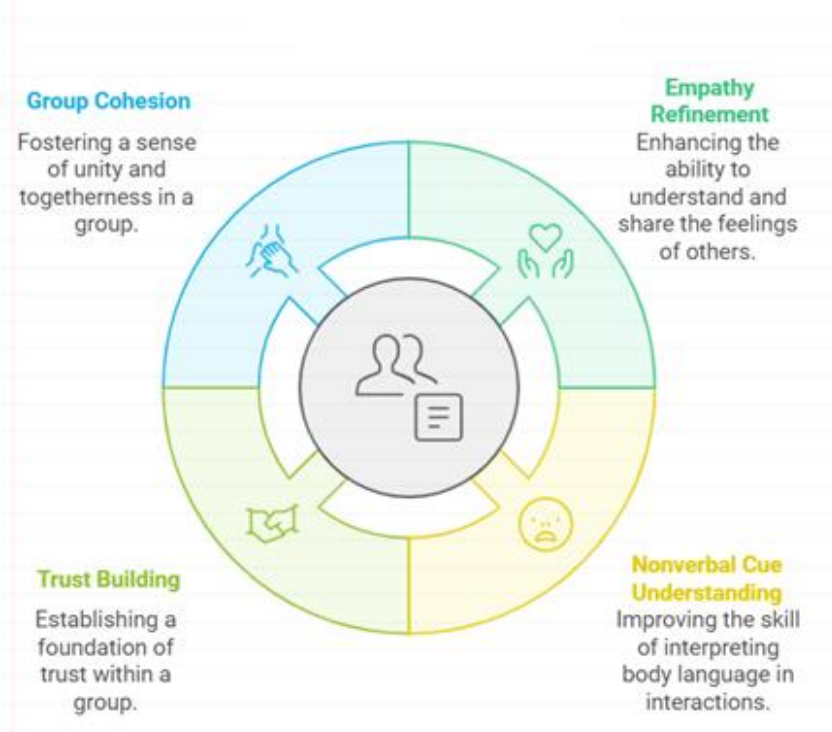 Group Cohesion
Fostering a sense
of unity and
togetherness in a
group.
Empathy
Refinement
Enhancing the
ability to
understand and
share the feelings
of others.
Trust Building
Establishing a
foundation of
trust within a
group.
Nonverbal Cue
Understanding
Improving the skill
of interpreting
body language in
interactions.